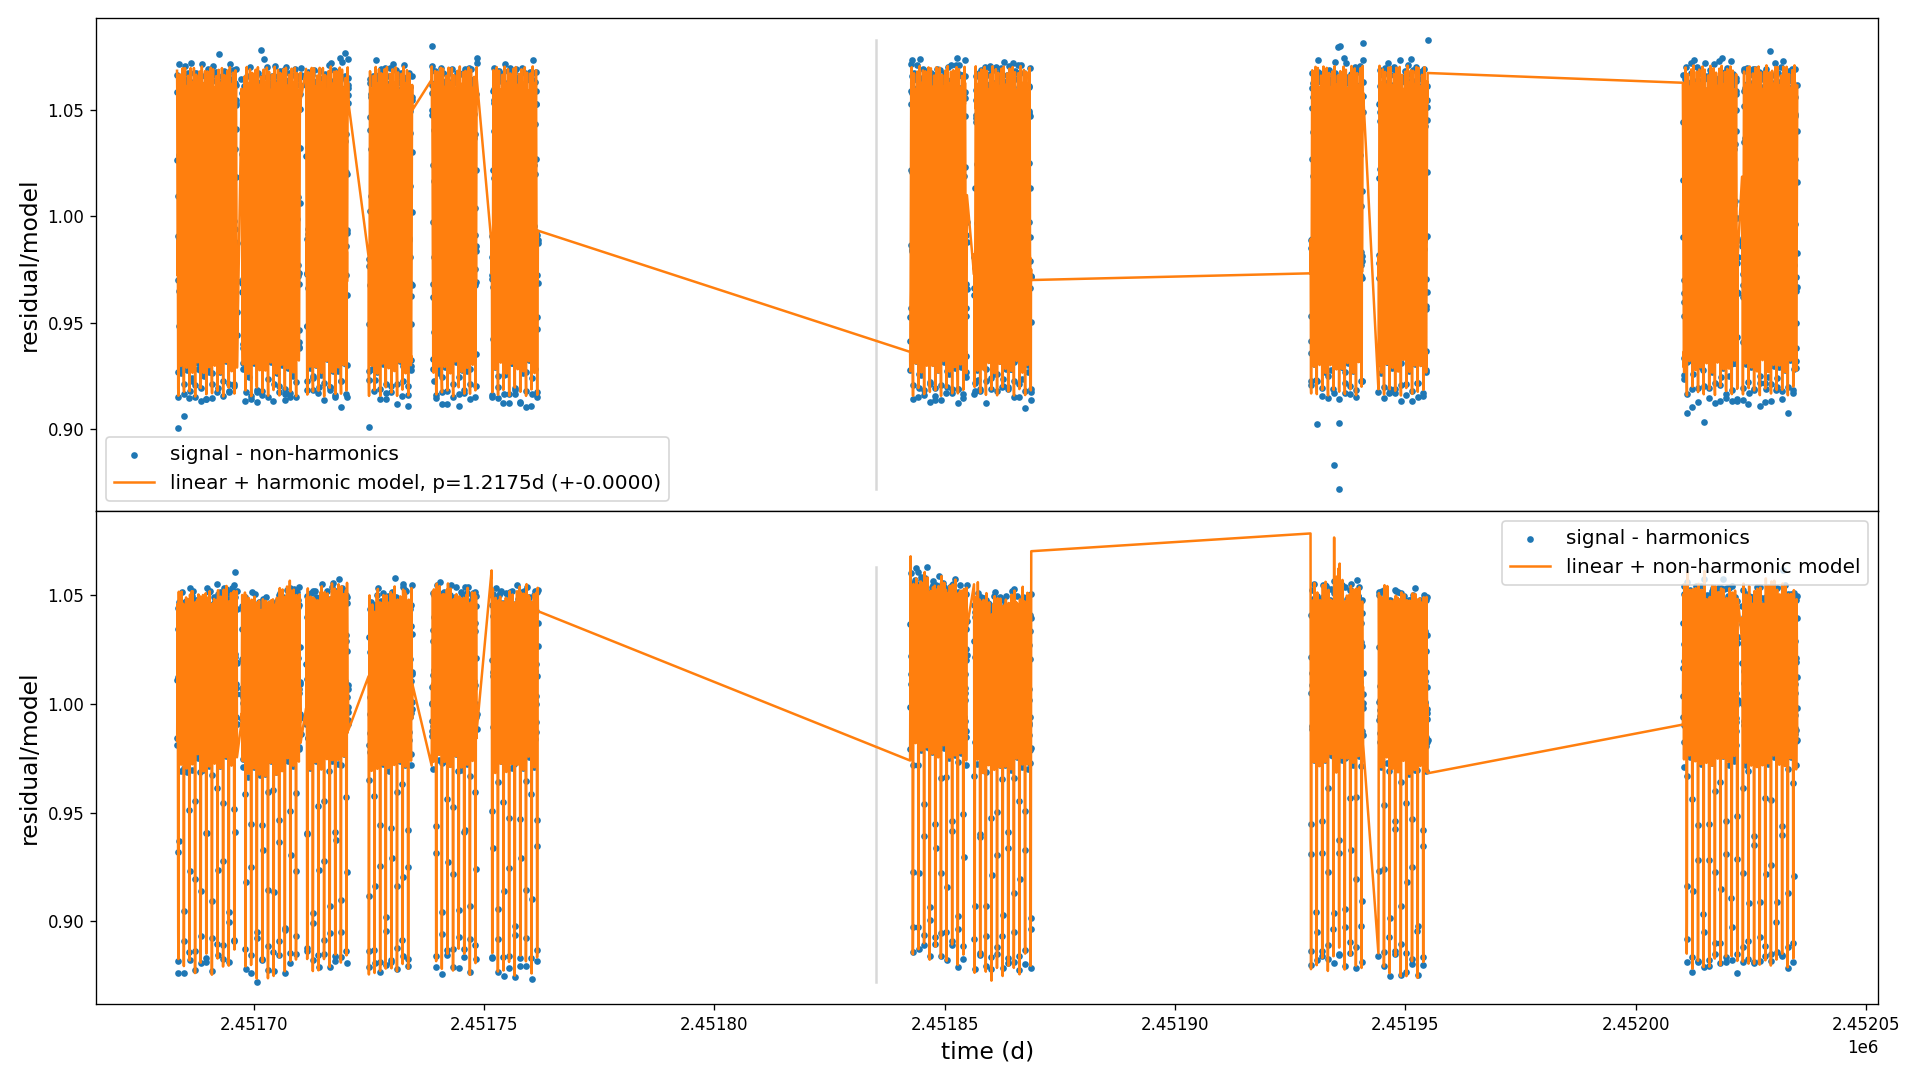 residual/model
1.05
1.00
0.95
0.90
signal - non-harmonics
linear + harmonic model, p=1.2175d (+-0.0000)
residual/model
1.05
1.00
0.95
0.90
signal - harmonics
linear + non-harmonic model
2.45170
2.45175
2.45180
2.45185
2.45190
2.45195
2.45200
2.45205
time (d)
1e6